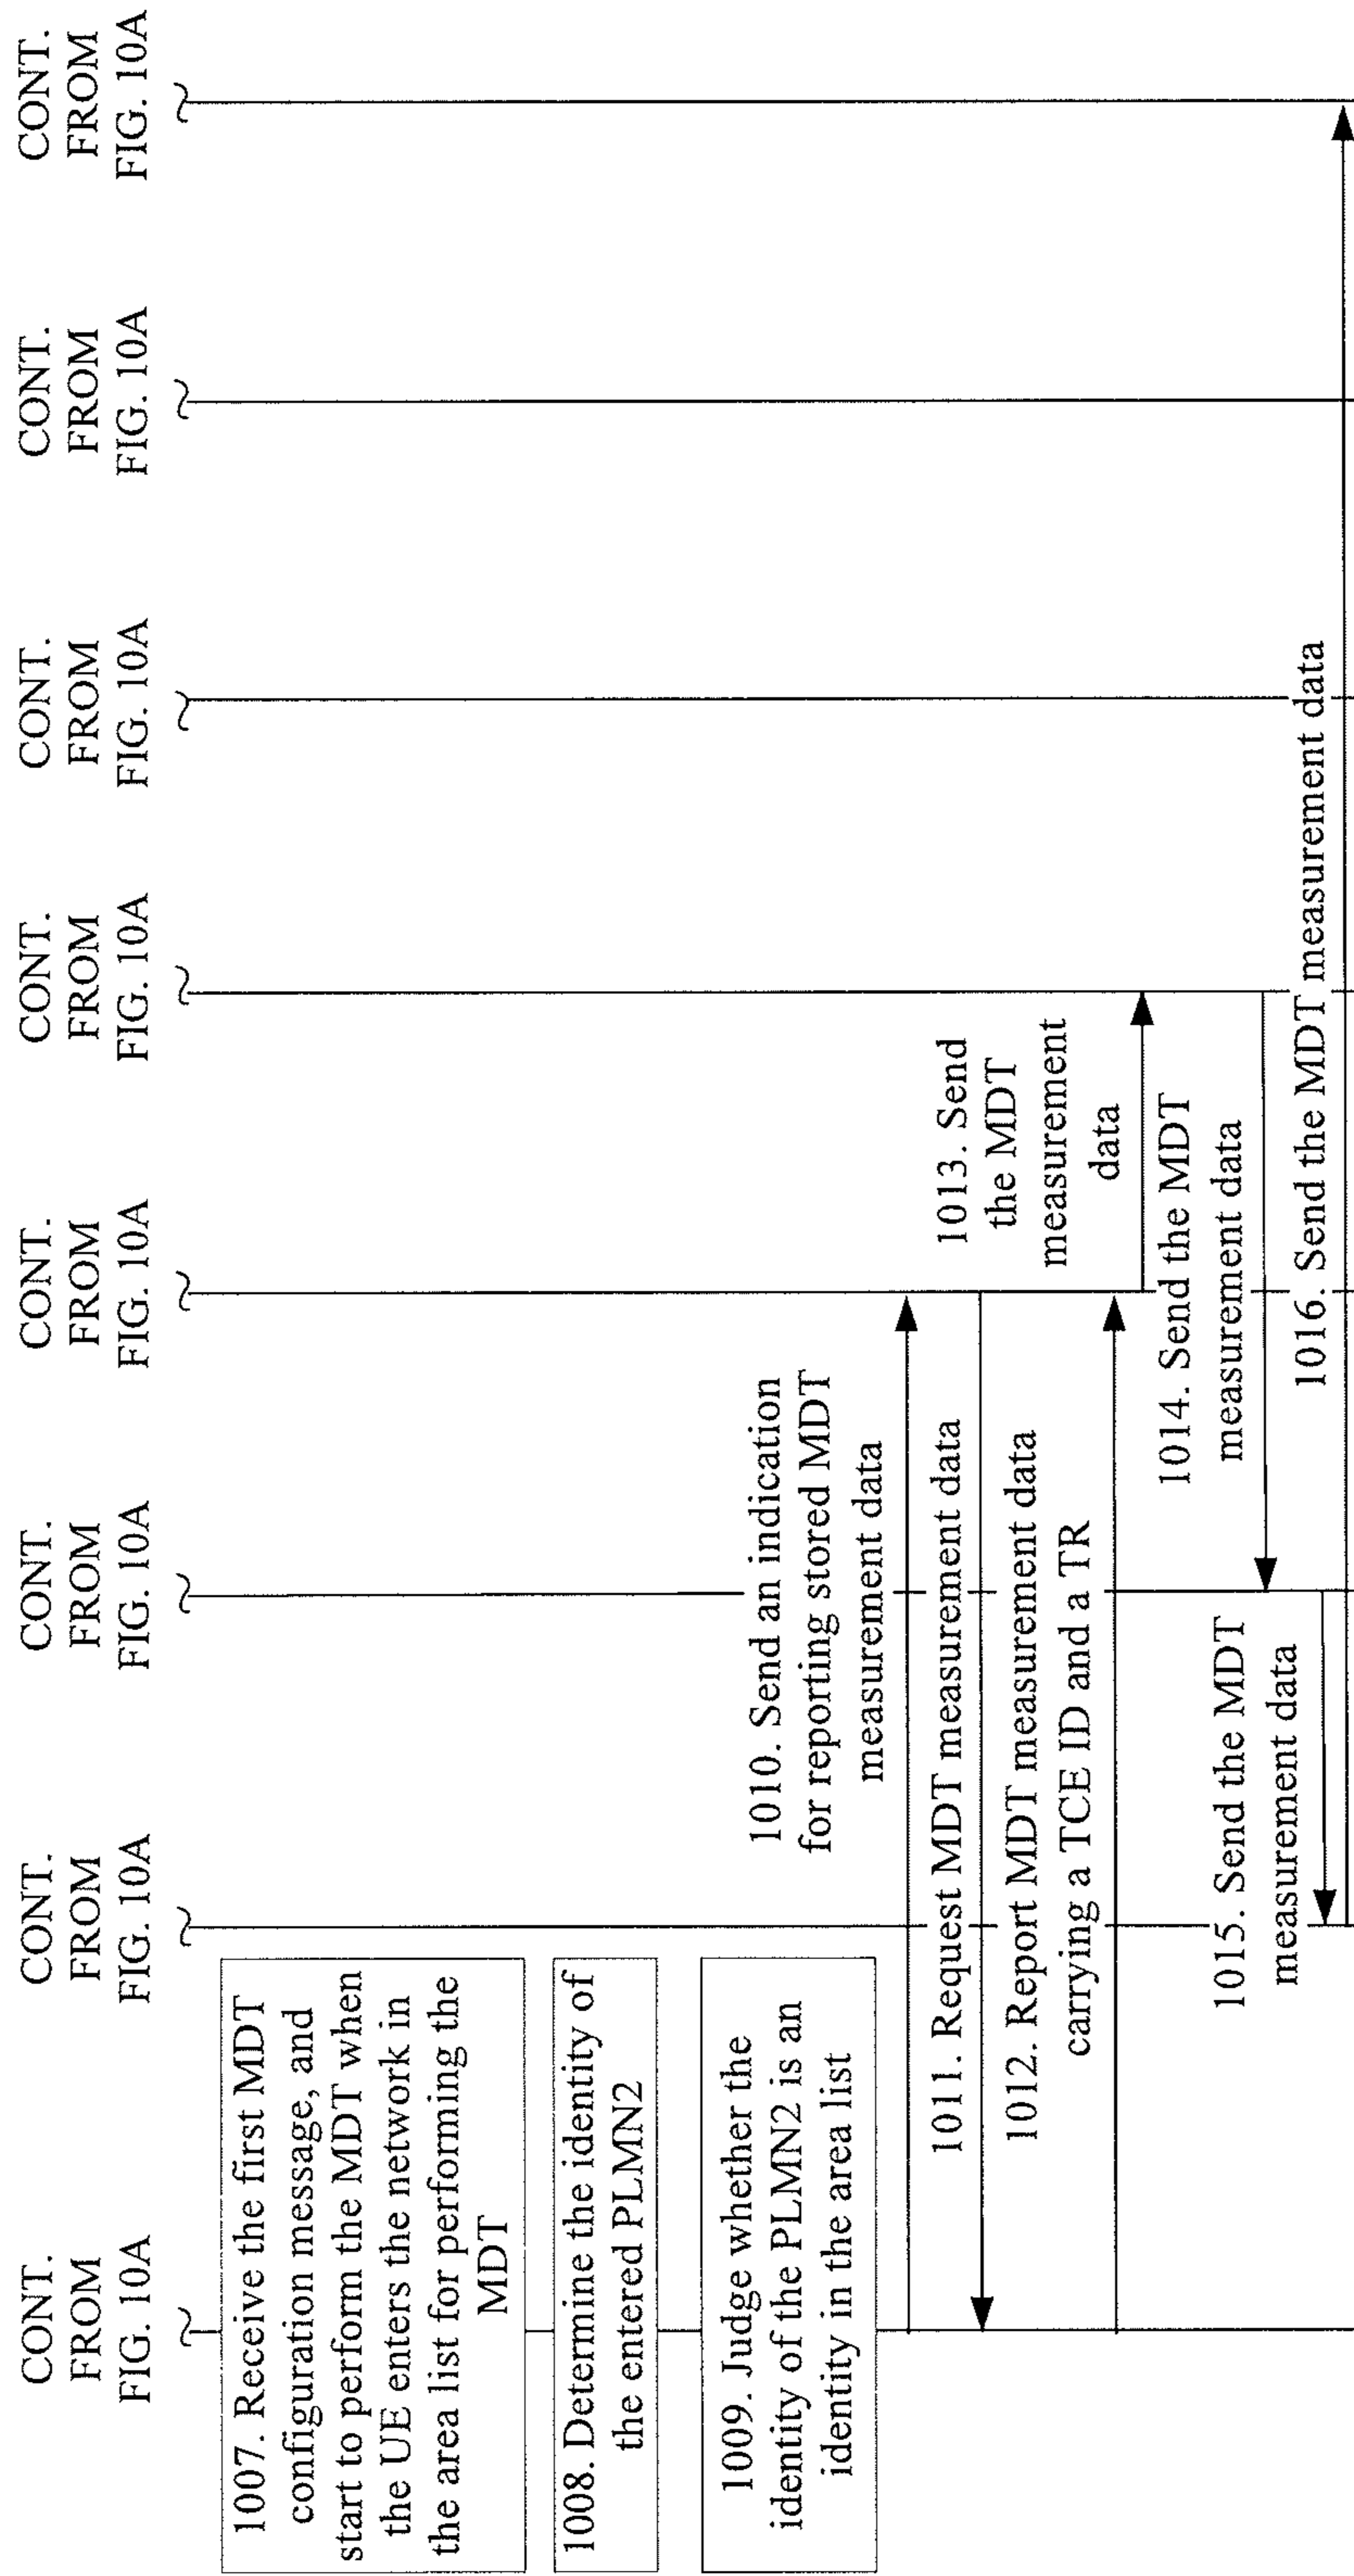 CONT.
FROM
FIG. 10A
CONT.
FROM
FIG. 10A
CONT.
FROM
FIG. 10A
CONT.
FROM
FIG. 10A
CONT.
FROM
FIG. 10A
CONT.
FROM
FIG. 10A
CONT.
FROM
FIG. 10A
CONT.
FROM
FIG. 10A
1007. Receive the first MDT
configuration message, and
start to perform the MDT when
the UE enters the network in
the area list for performing the
MDT
1008. Determine the identity of
the entered PLMN2
1009. Judge whether the
identity of the PLMN2 is an
identity in the area list
1010. Send an indication
for reporting stored MDT
measurement data
1011. Request MDT measurement data
1012. Report MDT measurement data
carrying a TCE ID and a TR
1013. Send
the MDT
measurement
data
1014. Send the MDT
measurement data
1015. Send the MDT
measurement data
1016. Send the MDT measurement data